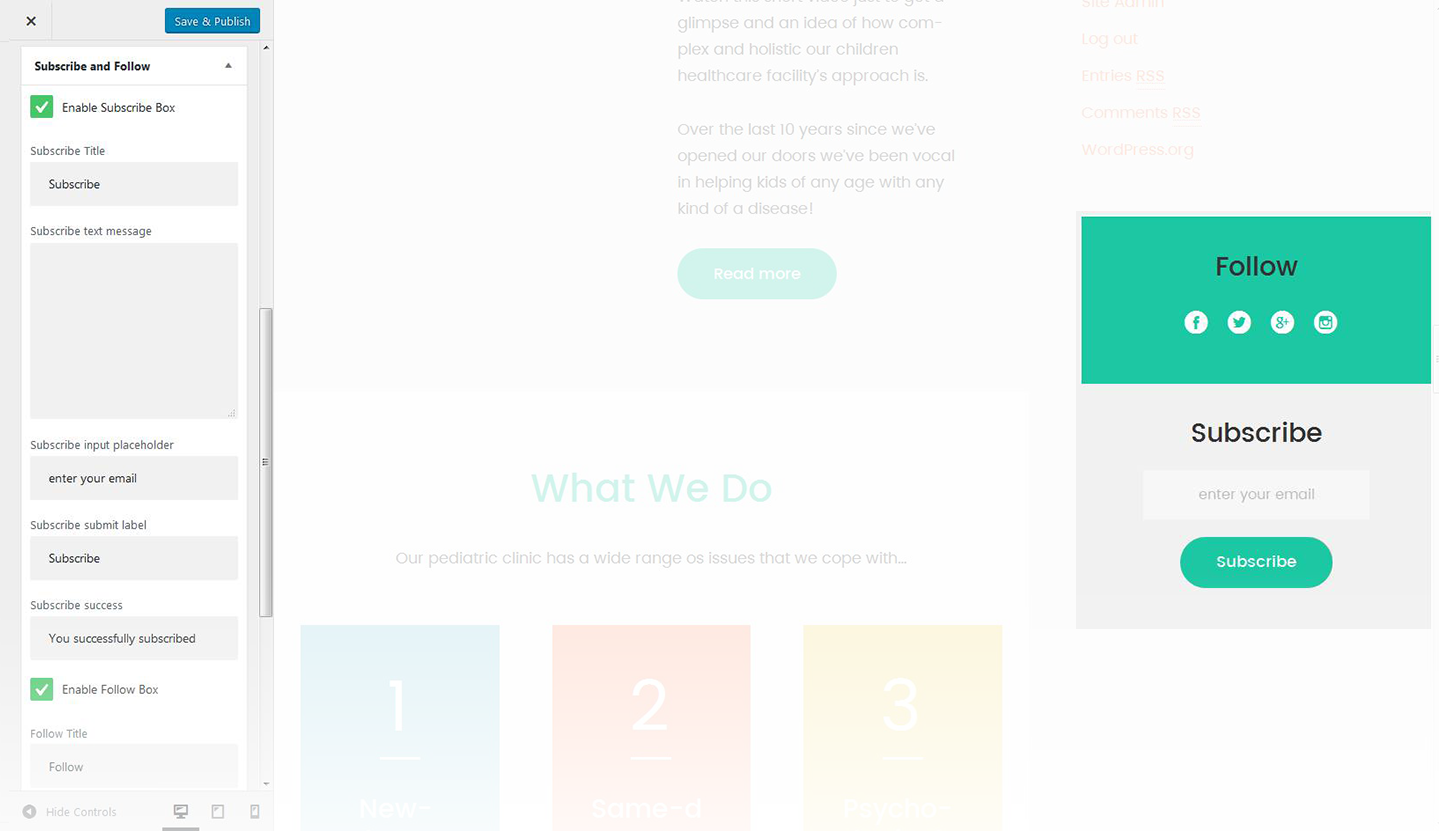 Save & Publish
Subscribe and Follow
Enable Subscribe Box
Subscribe Title
Subscribe
Subscribe text message
Subscribe input placeholder
enter your email
Subscribe submit label
Subscribe
Subscribe success
You successfully subscribed
Enable Follow Box
Follow Title
Follow
Hide Controls
glimpse and an idea of how com-
plex and holistic our children
healthcare facility's approach is.
Over the last 10 years since we've
opened our doors we've been vocal
in helping kids of any age with any
kind of a disease!
Read more
What We Do
Our pediatric clinic has a wide range os issues that we cope with...
1
New-
2
Same-d
3
Psycho-
Site Admin
Log out
Entries RSS
Comments RSS
WordPress.org
Follow
Subscribe
enter your email
Subscribe